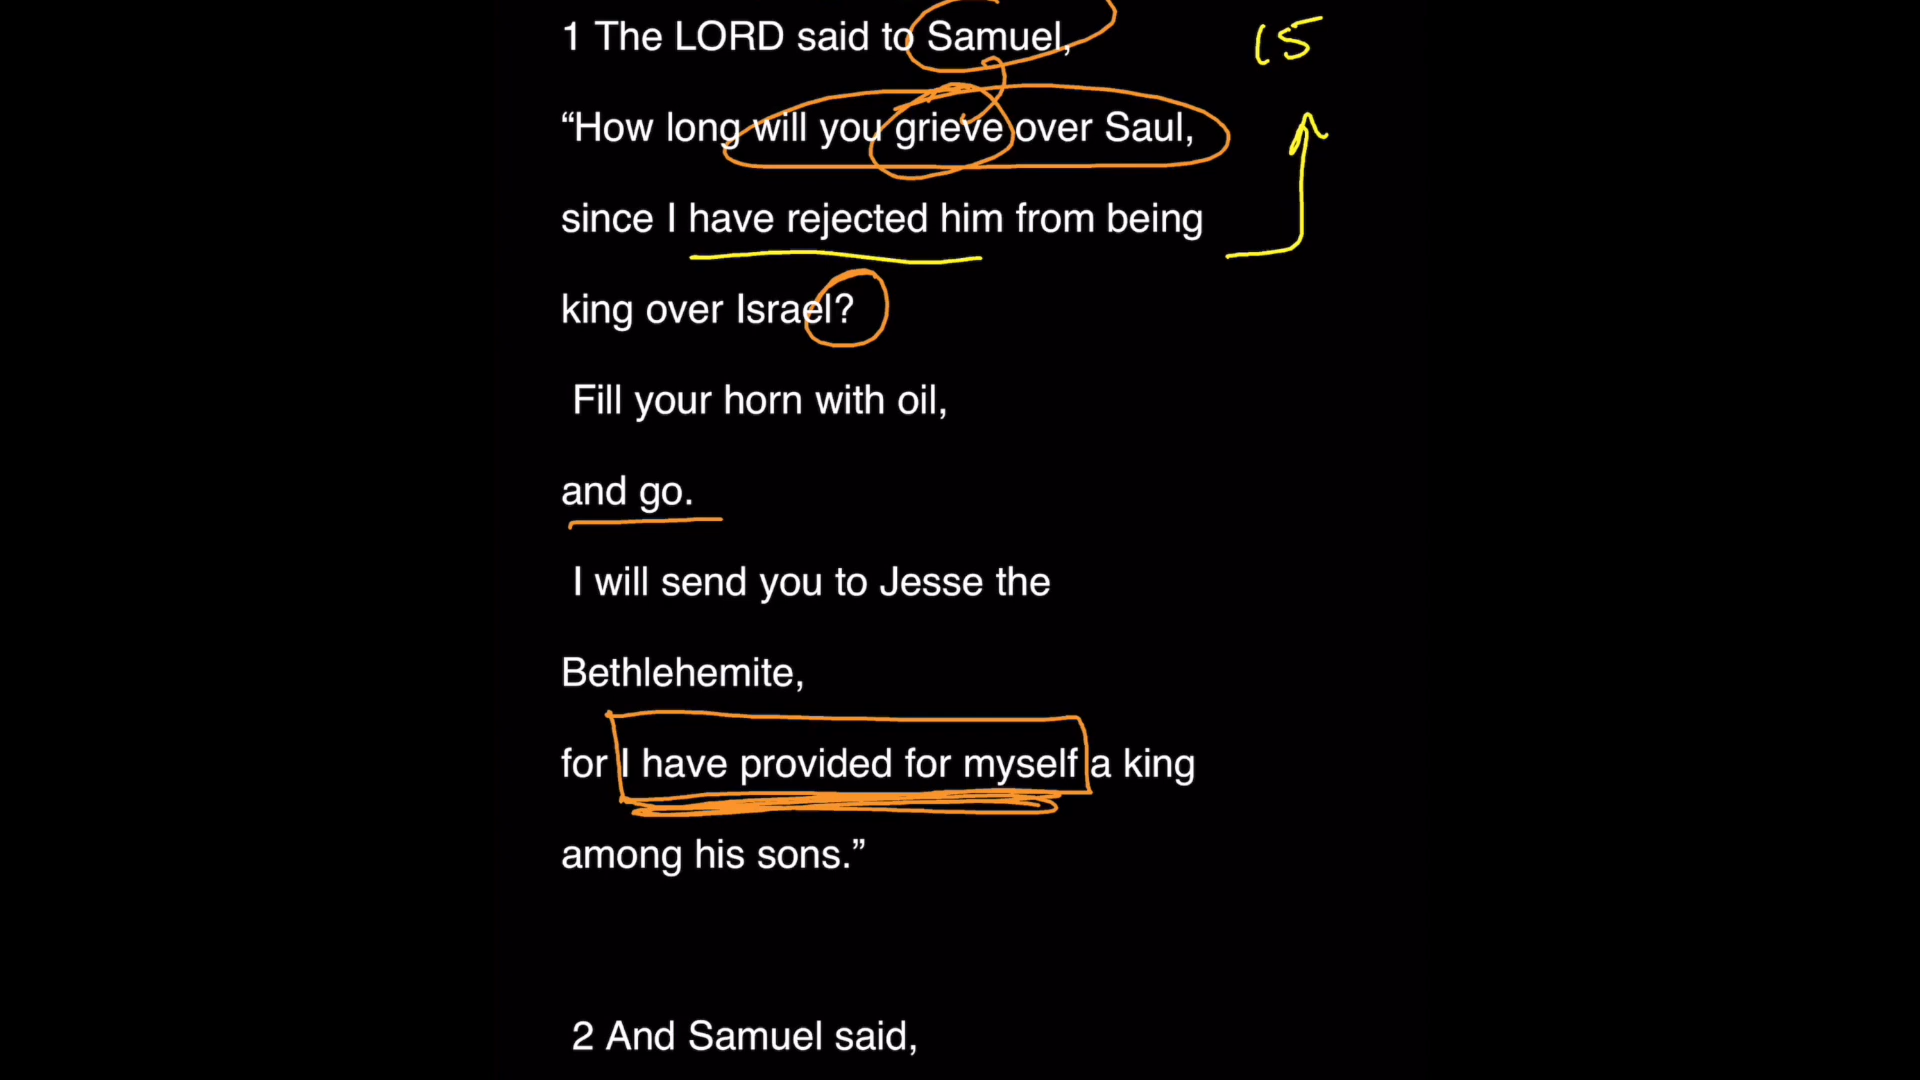 1 The LORD said to Samuel, 15
“How long will you grieve over Saul,
since I have rejected him from being
king over Israel?
Fill your horn with oil,
and go.
I will send you to Jesse the
Bethlehemite,
for I have provided for myself a king
among his sons.”
2 And Samuel said,